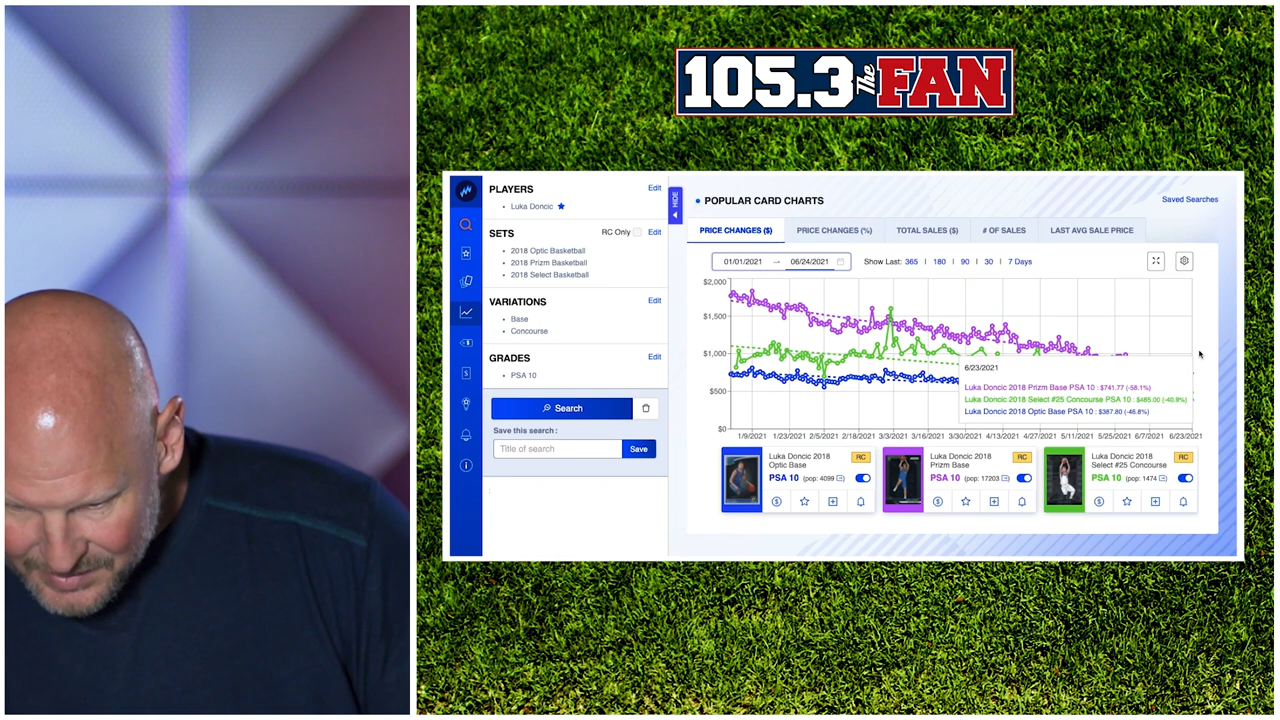 105.3 The FAN
PLAYERS
Edit
Luka Doncic
SETS
RC Only
Edit
2018 Optic Basketball
2018 Prizm Basketball
2018 Select Basketball
VARIATIONS
Edit
Base
Concourse
GRADES
Edit
PSA 10
Search
Save this search :
Title of search
Save
HIDE
POPULAR CARD CHARTS
Saved Searches
PRICE CHANGES ($)
PRICE CHANGES (%)
TOTAL SALES ($)
# OF SALES
LAST AVG SALE PRICE
01/01/2021 → 06/24/2021
Show Last: 365 | 180 | 90 | 30 | 7 Days
$2,000
$1,500
$1,000
$500
$0
6/23/2021
Luka Doncic 2018 Prizm Base PSA 10 : $741.77 (-58.1%)
Luka Doncic 2018 Select #25 Concourse PSA 10 : $485.00 (-40.9%)
Luka Doncic 2018 Optic Base PSA 10 : $387.80 (-46.8%)
1/9/2021 1/23/2021 2/5/2021 2/18/2021 3/3/2021 3/16/2021 3/30/2021 4/13/2021 4/27/2021 5/11/2021 5/25/2021 6/7/2021 6/23/2021
Luka Doncic 2018
Optic Base
RC
PSA 10 (pop: 4099)
Luka Doncic 2018
Prizm Base
RC
PSA 10 (pop: 17203)
Luka Doncic 2018
Select #25 Concourse
RC
PSA 10 (pop: 1474)